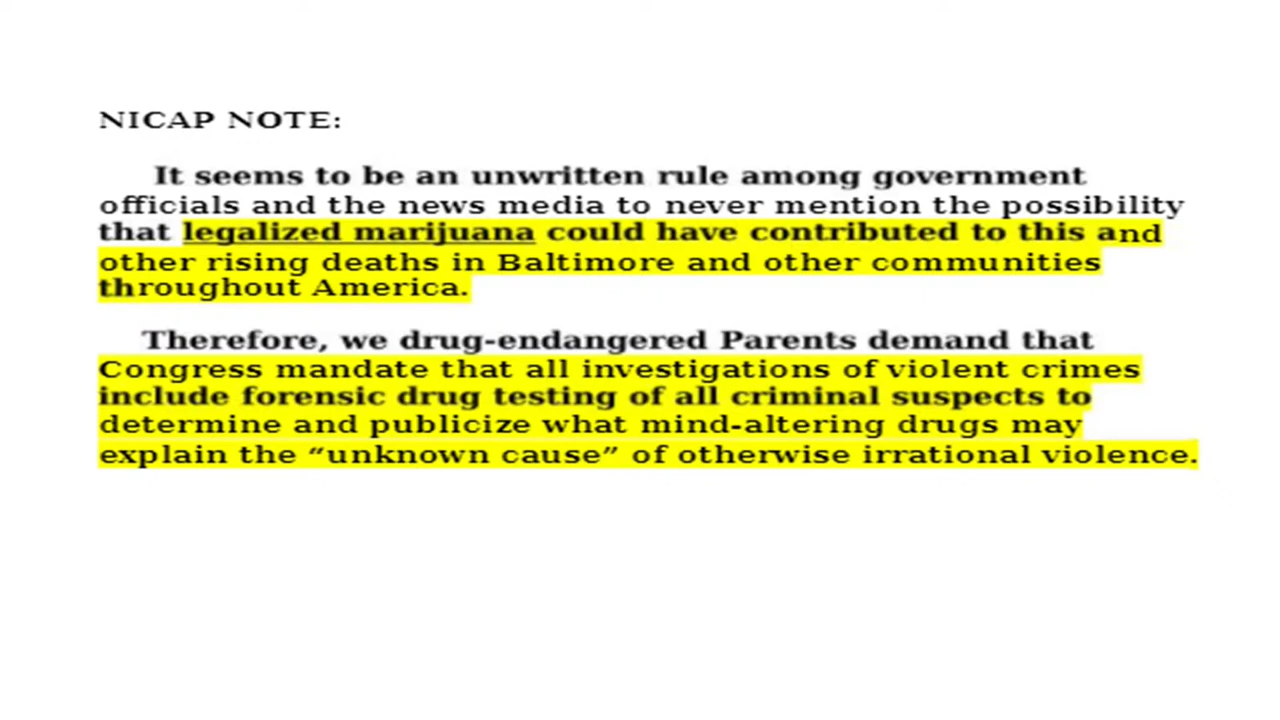 NICAP NOTE:
It seems to be an unwritten rule among government
officials and the news media to never mention the possibility
that legalized marijuana could have contributed to this and
other rising deaths in Baltimore and other communities
throughout America.
Therefore, we drug-endangered Parents demand that
Congress mandate that all investigations of violent crimes
include forensic drug testing of all criminal suspects to
determine and publicize what mind-altering drugs may
explain the “unknown cause” of otherwise irrational violence.